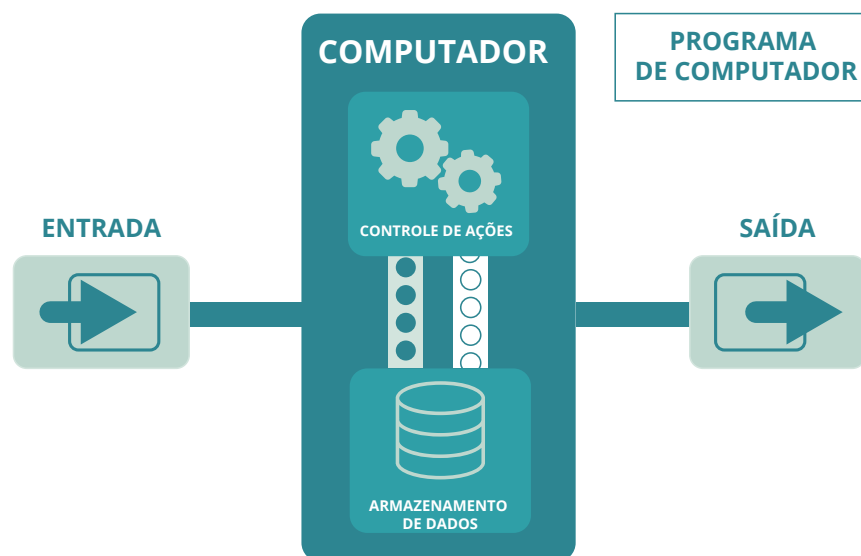 COMPUTADOR
PROGRAMA
DE COMPUTADOR
ENTRADA
CONTROLE DE AÇÕES
SAÍDA
ARMAZENAMENTO
DE DADOS